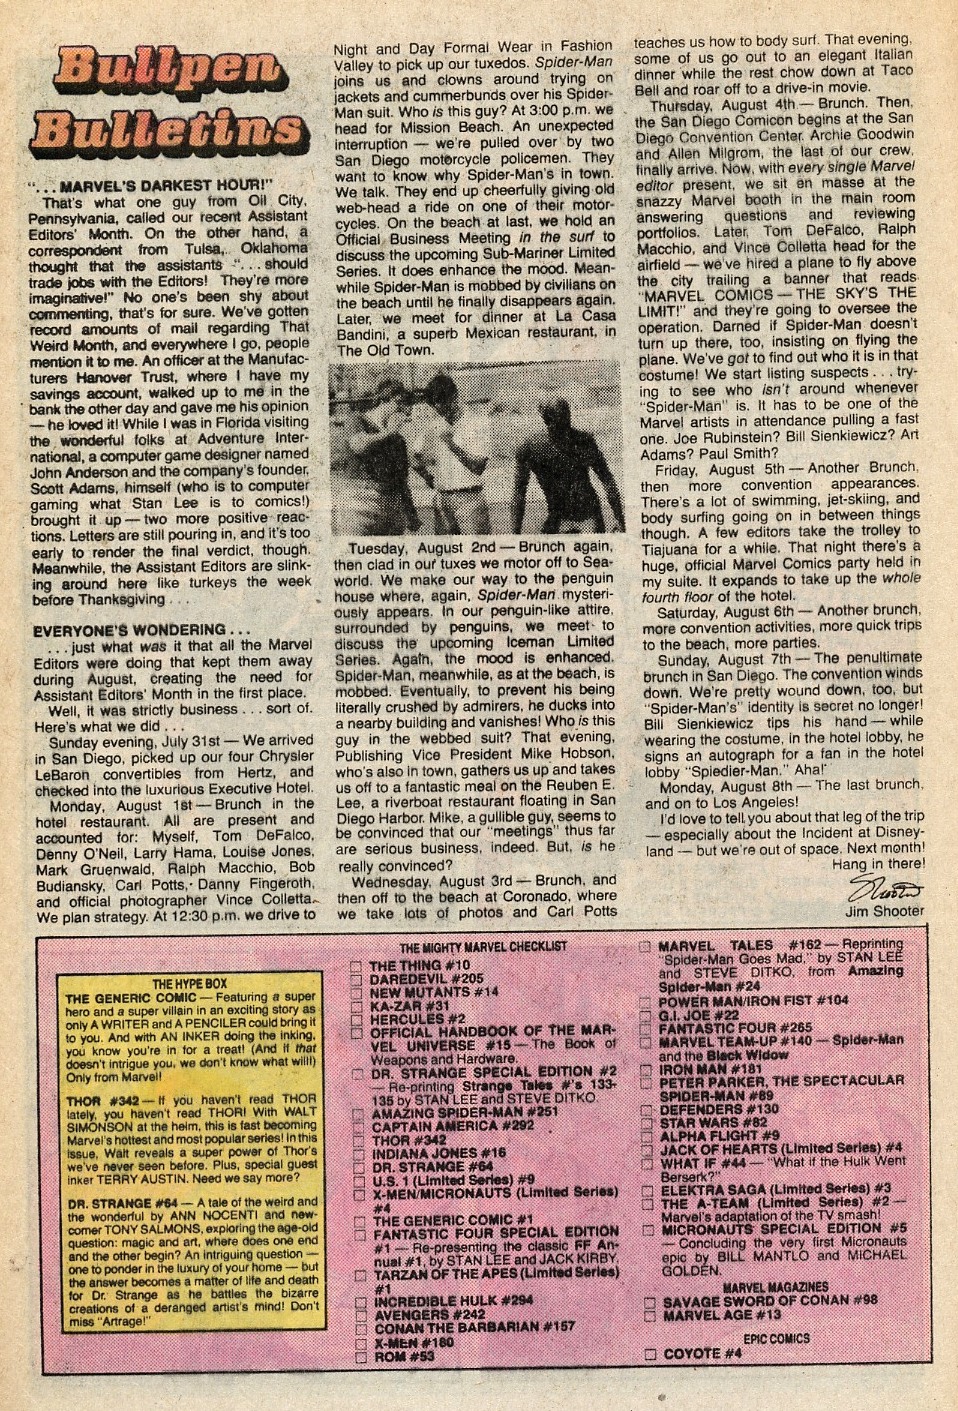 Bullpen
Bulletins
“. . . MARVEL’S DARKEST HOUR!”
That’s what one guy from Oil City,
Pennsylvania, called our recent Assistant
Editors’ Month. On the other hand, a
correspondent from Tulsa, Oklahoma
thought that the assistants “. . . should
trade jobs with the Editors! They’re more
imaginative!” No one’s been shy about
commenting, that’s for sure. We’ve gotten
record amounts of mail regarding That
Weird Month, and everywhere I go, people
mention it to me. An officer at the Manufac-
turers Hanover Trust, where I have my
savings account, walked up to me in the
bank the other day and gave me his opinion
— he loved it! While I was in Florida visiting
the wonderful folks at Adventure Inter-
national, a computer game designer named
John Anderson and the company’s founder,
Scott Adams, himself (who is to computer
gaming what Stan Lee is to comics!)
brought it up — two more positive reac-
tions. Letters are still pouring in, and it’s too
early to render the final verdict, though.
Meanwhile, the Assistant Editors are slink-
ing around here like turkeys the week
before Thanksgiving . . .
EVERYONE’S WONDERING . . .
. . . just what was it that all the Marvel
Editors were doing that kept them away
during August, creating the need for
Assistant Editors’ Month in the first place.
Well, it was strictly business . . . sort of.
Here’s what we did . . .
Sunday evening, July 31st — We arrived
in San Diego, picked up our four Chrysler
LeBaron convertibles from Hertz, and
checked into the luxurious Executive Hotel.
Monday, August 1st — Brunch in the
hotel restaurant. All are present and
accounted for: Myself, Tom DeFalco,
Denny O’Neil, Larry Hama, Louise Jones,
Mark Gruenwald, Ralph Macchio, Bob
Budiansky, Carl Potts, Danny Fingeroth,
and official photographer Vince Colletta.
We plan strategy. At 12:30 p.m. we drive to
Night and Day Formal Wear in Fashion
Valley to pick up our tuxedos. Spider-Man
joins us and clowns around trying on
jackets and cummerbunds over his Spider-
Man suit. Who is this guy? At 3:00 p.m. we
head for Mission Beach. An unexpected
interruption — we’re pulled over by two
San Diego motorcycle policemen. They
want to know why Spider-Man’s in town.
We talk. They end up cheerfully giving old
web-head a ride on one of their motor-
cycles. On the beach at last, we hold an
Official Business Meeting in the surf to
discuss the upcoming Sub-Mariner Limited
Series. It does enhance the mood. Mean-
while Spider-Man is mobbed by civilians on
the beach until he finally disappears again.
Later, we meet for dinner at La Casa
Bandini, a superb Mexican restaurant, in
The Old Town.
Tuesday, August 2nd — Brunch again,
then clad in our tuxes we motor off to Sea-
world. We make our way to the penguin
house where, again, Spider-Man mysteri-
ously appears. In our penguin-like attire,
surrounded by penguins, we meet to
discuss the upcoming Iceman Limited
Series. Again, the mood is enhanced.
Spider-Man, meanwhile, as at the beach, is
mobbed. Eventually, to prevent his being
literally crushed by admirers, he ducks into
a nearby building and vanishes! Who is this
guy in the webbed suit? That evening,
Publishing Vice President Mike Hobson,
who’s also in town, gathers us up and takes
us off to a fantastic meal on the Reuben E.
Lee, a riverboat restaurant floating in San
Diego Harbor. Mike, a gullible guy, seems to
be convinced that our “meetings” thus far
are serious business, indeed. But, is he
really convinced?
Wednesday, August 3rd — Brunch, and
then off to the beach at Coronado, where
we take lots of photos and Carl Potts
teaches us how to body surf. That evening,
some of us go out to an elegant Italian
dinner while the rest chow down at Taco
Bell and roar off to a drive-in movie.
Thursday, August 4th — Brunch. Then,
the San Diego Comicon begins at the San
Diego Convention Center. Archie Goodwin
and Allen Milgrom, the last of our crew,
finally arrive. Now, with every single Marvel
editor present, we sit en masse at the
snazzy Marvel booth in the main room
answering questions and reviewing
portfolios. Later, Tom DeFalco, Ralph
Macchio, and Vince Colletta head for the
airfield — we’ve hired a plane to fly above
the city trailing a banner that reads
“MARVEL COMICS — THE SKY’S THE
LIMIT!” and they’re going to oversee the
operation. Darned if Spider-Man doesn’t
turn up there, too, insisting on flying the
plane. We’ve got to find out who it is in that
costume! We start listing suspects . . . try-
ing to see who isn’t around whenever
“Spider-Man” is. It has to be one of the
Marvel artists in attendance pulling a fast
one. Joe Rubinstein? Bill Sienkiewicz? Art
Adams? Paul Smith?
Friday, August 5th — Another Brunch,
then more convention appearances.
There’s a lot of swimming, jet-skiing, and
body surfing going on in between things
though. A few editors take the trolley to
Tiajuana for a while. That night there’s a
huge, official Marvel Comics party held in
my suite. It expands to take up the whole
fourth floor of the hotel.
Saturday, August 6th — Another brunch,
more convention activities, more quick trips
to the beach, more parties.
Sunday, August 7th — The penultimate
brunch in San Diego. The convention winds
down. We’re pretty wound down, too, but
“Spider-Man’s” identity is secret no longer!
Bill Sienkiewicz tips his hand — while
wearing the costume, in the hotel lobby, he
signs an autograph for a fan in the hotel
lobby “Spiedier-Man.” Aha!
Monday, August 8th — The last brunch,
and on to Los Angeles!
I’d love to tell you about that leg of the trip
— especially about the Incident at Disney-
land — but we’re out of space. Next month!
Hang in there!
Shooter
Jim Shooter
THE HYPE BOX
THE GENERIC COMIC — Featuring a super
hero and a super villain in an exciting story as
only A WRITER and A PENCILER could bring it
to you. And with AN INKER doing the inking,
you know you’re in for a treat! (And if that
doesn’t intrigue you, we don’t know what will!)
Only from Marvel!
THOR #342 — If you haven’t read THOR
lately, you haven’t read THOR! With WALT
SIMONSON at the helm, this is fast becoming
Marvel’s hottest and most popular series! In this
issue, Walt reveals a super power of Thor’s
we’ve never seen before. Plus, special guest
inker TERRY AUSTIN. Need we say more?
DR. STRANGE #64 — A tale of the weird and
the wonderful by ANN NOCENTI and new-
comer TONY SALMONS, exploring the age-old
question: magic and art, where does one end
and the other begin? An intriguing question —
one to ponder in the luxury of your home — but
the answer becomes a matter of life and death
for Dr. Strange as he battles the bizarre
creations of a deranged artist’s mind! Don’t
miss “Artrage!”
THE MIGHTY MARVEL CHECKLIST
THE THING #10
DAREDEVIL #205
NEW MUTANTS #14
KA-ZAR #31
HERCULES #2
OFFICIAL HANDBOOK OF THE MAR-
VEL UNIVERSE #15 — The Book of
Weapons and Hardware.
DR. STRANGE SPECIAL EDITION #2
— Re-printing Strange Tales #’s 133-
135 by STAN LEE and STEVE DITKO.
AMAZING SPIDER-MAN #251
CAPTAIN AMERICA #292
THOR #342
INDIANA JONES #16
DR. STRANGE #64
U.S. 1 (Limited Series) #9
X-MEN/MICRONAUTS (Limited Series)
#4
THE GENERIC COMIC #1
FANTASTIC FOUR SPECIAL EDITION
#1 — Re-presenting the classic FF An-
nual #1, by STAN LEE and JACK KIRBY.
TARZAN OF THE APES (Limited Series)
#1
INCREDIBLE HULK #294
AVENGERS #242
CONAN THE BARBARIAN #157
X-MEN #180
ROM #53
MARVEL TALES #162 — Reprinting
“Spider-Man Goes Mad,” by STAN LEE
and STEVE DITKO, from Amazing
Spider-Man #24
POWER MAN/IRON FIST #104
G.I. JOE #22
FANTASTIC FOUR #265
MARVEL TEAM-UP #140 — Spider-Man
and the Black Widow
IRON MAN #181
PETER PARKER, THE SPECTACULAR
SPIDER-MAN #89
DEFENDERS #130
STAR WARS #82
ALPHA FLIGHT #9
JACK OF HEARTS (Limited Series) #4
WHAT IF #44 — “What if the Hulk Went
Berserk?”
ELEKTRA SAGA (Limited Series) #3
THE A-TEAM (Limited Series) #2 —
Marvel’s adaptation of the TV smash!
MICRONAUTS SPECIAL EDITION #5
— Concluding the very first Micronauts
epic by BILL MANTLO and MICHAEL
GOLDEN.
MARVEL MAGAZINES
SAVAGE SWORD OF CONAN #98
MARVEL AGE #13
EPIC COMICS
COYOTE #4